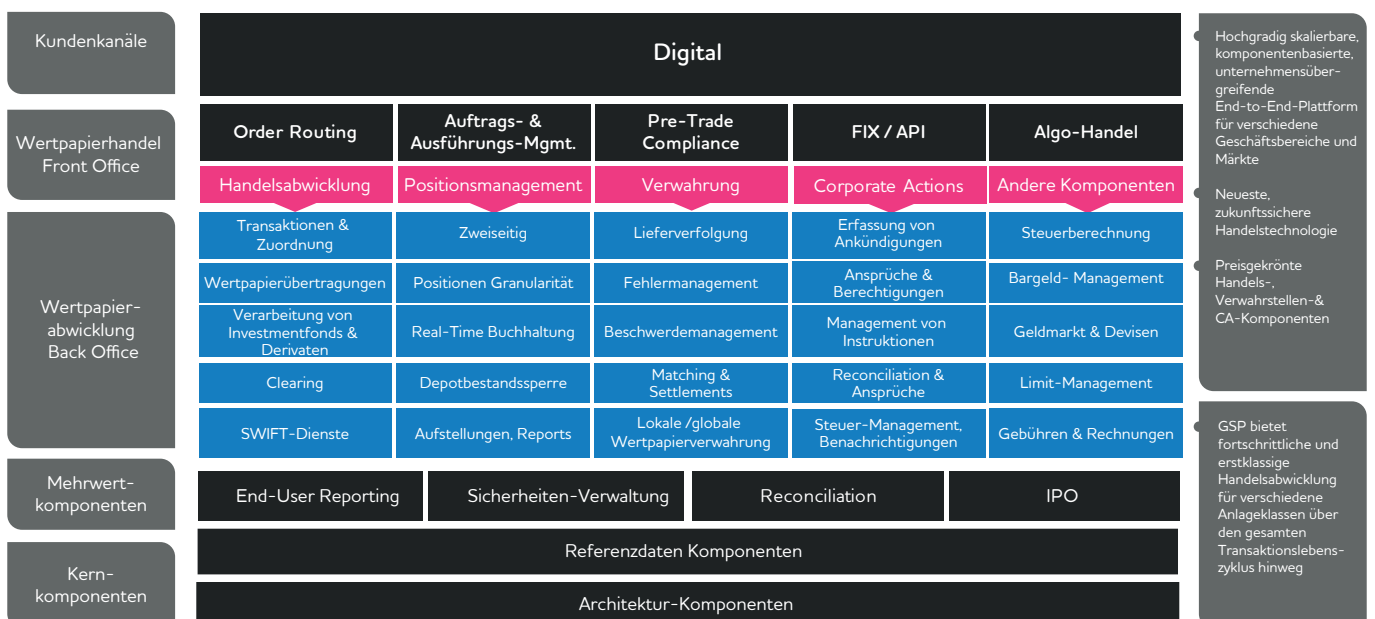 Kundenkanäle
Digital
Wertpapierhandel
Front Office
Order Routing
Auftrags- &
Ausführungs-Mgmt.
Pre-Trade
Compliance
FIX / API
Algo-Handel
Handelsabwicklung
Positionsmanagement
Verwahrung
Corporate Actions
Andere Komponenten
Wertpapier-
abwicklung
Back Office
Transaktionen &
Zuordnung
Zweiseitig
Lieferverfolgung
Erfassung von
Ankündigungen
Steuerberechnung
Wertpapierübertragungen
Positionen Granularität
Fehlermanagement
Ansprüche &
Berechtigungen
Bargeld- Management
Verarbeitung von
Investmentfonds &
Derivaten
Real-Time Buchhaltung
Beschwerdemanagement
Management von
Instruktionen
Geldmarkt & Devisen
Clearing
Depotbestandssperre
Matching &
Settlements
Reconciliation &
Ansprüche
Limit-Management
SWIFT-Dienste
Aufstellungen, Reports
Lokale /globale
Wertpapierverwahrung
Steuer-Management,
Benachrichtigungen
Gebühren & Rechnungen
Mehrwert-
komponenten
End-User Reporting
Sicherheiten-Verwaltung
Reconciliation
IPO
Kern-
komponenten
Referenzdaten Komponenten
Architektur-Komponenten
Hochgradig skalierbare,
komponentenbasierte,
unternehmensüber-
greifende
End-to-End-Plattform
für verschiedene
Geschäftsbereiche und
Märkte
Neueste,
zukunftssichere
Handelstechnologie
Preisgekrönte
Handels-,
Verwahrstellen-&
CA-Komponenten
GSP bietet
fortschrittliche und
erstklassige
Handelsabwicklung
für verschiedene
Anlageklassen über
den gesamten
Transaktionslebens-
zyklus hinweg